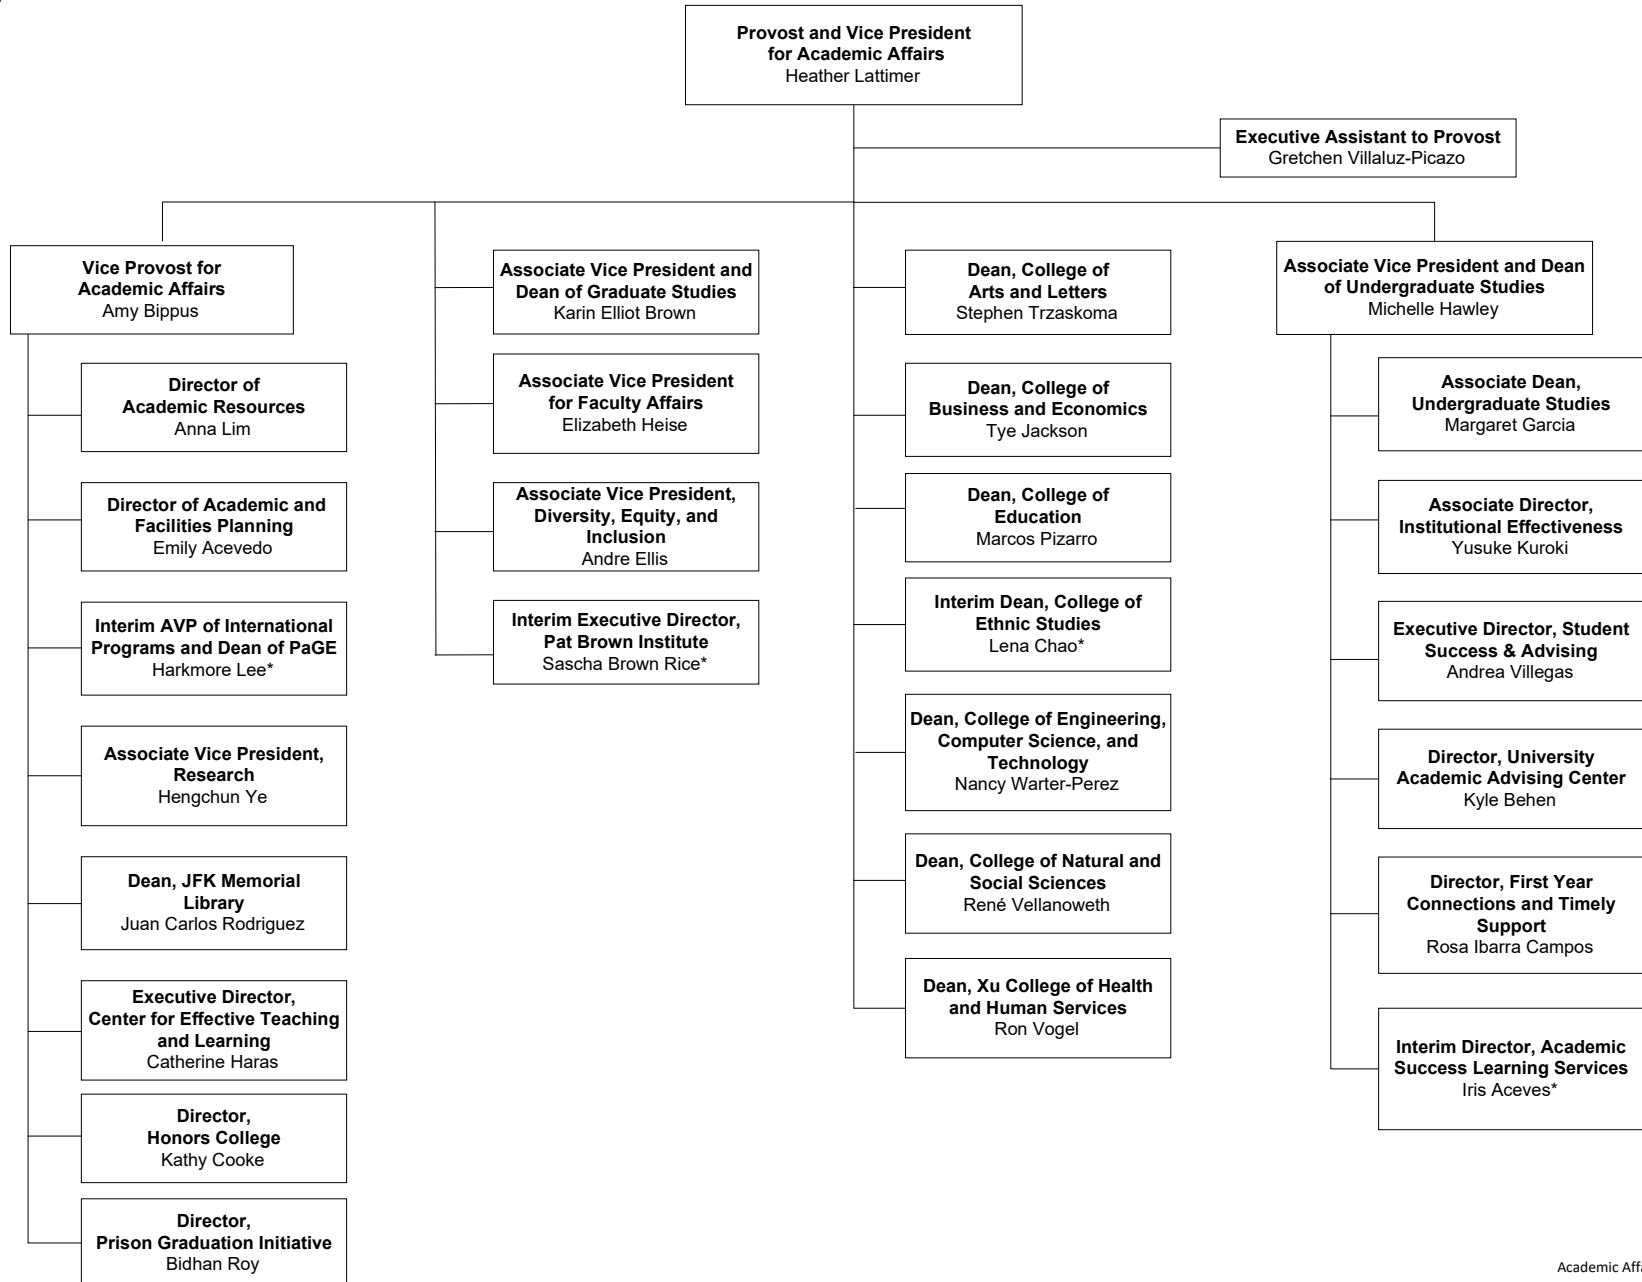 Provost and Vice President
for Academic Affairs
Heather Lattimer
Executive Assistant to Provost
Gretchen Villaluz-Picazo
Vice Provost for
Academic Affairs
Amy Bippus
Director of
Academic Resources
Anna Lim
Director of Academic and
Facilities Planning
Emily Acevedo
Interim AVP of International
Programs and Dean of PaGE
Harkmore Lee*
Associate Vice President,
Research
Hengchun Ye
Dean, JFK Memorial
Library
Juan Carlos Rodriguez
Executive Director,
Center for Effective Teaching
and Learning
Catherine Haras
Director,
Honors College
Kathy Cooke
Director,
Prison Graduation Initiative
Bidhan Roy
Associate Vice President and
Dean of Graduate Studies
Karin Elliot Brown
Associate Vice President
for Faculty Affairs
Elizabeth Heise
Associate Vice President,
Diversity, Equity, and
Inclusion
Andre Ellis
Interim Executive Director,
Pat Brown Institute
Sascha Brown Rice*
Dean, College of
Arts and Letters
Stephen Trzaskoma
Dean, College of
Business and Economics
Tye Jackson
Dean, College of
Education
Marcos Pizarro
Interim Dean, College of
Ethnic Studies
Lena Chao*
Dean, College of Engineering,
Computer Science, and
Technology
Nancy Warter-Perez
Dean, College of Natural and
Social Sciences
René Vellanoweth
Dean, Xu College of Health
and Human Services
Ron Vogel
Associate Vice President and Dean
of Undergraduate Studies
Michelle Hawley
Associate Dean,
Undergraduate Studies
Margaret Garcia
Associate Director,
Institutional Effectiveness
Yusuke Kuroki
Executive Director, Student
Success & Advising
Andrea Villegas
Director, University
Academic Advising Center
Kyle Behen
Director, First Year
Connections and Timely
Support
Rosa Ibarra Campos
Interim Director, Academic
Success Learning Services
Iris Aceves*
Academic